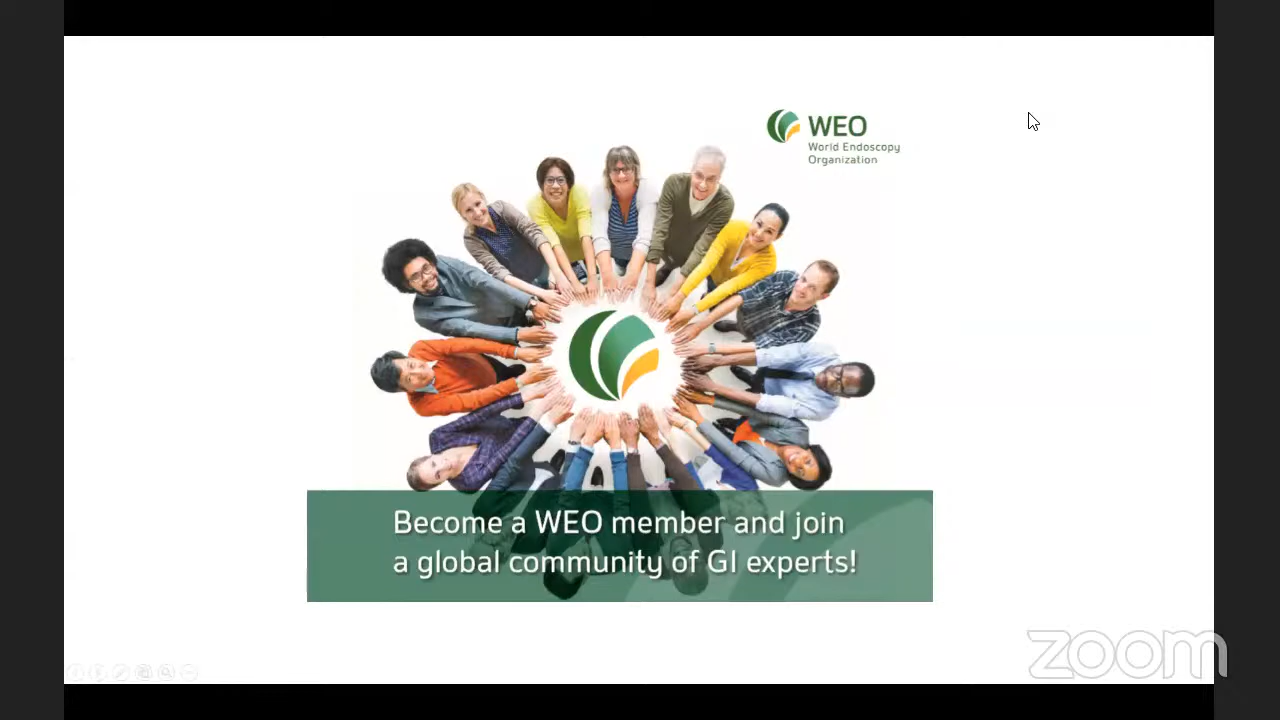 WEO
World Endoscopy
Organization
Become a WEO member and join
a global community of GI experts!
zoom